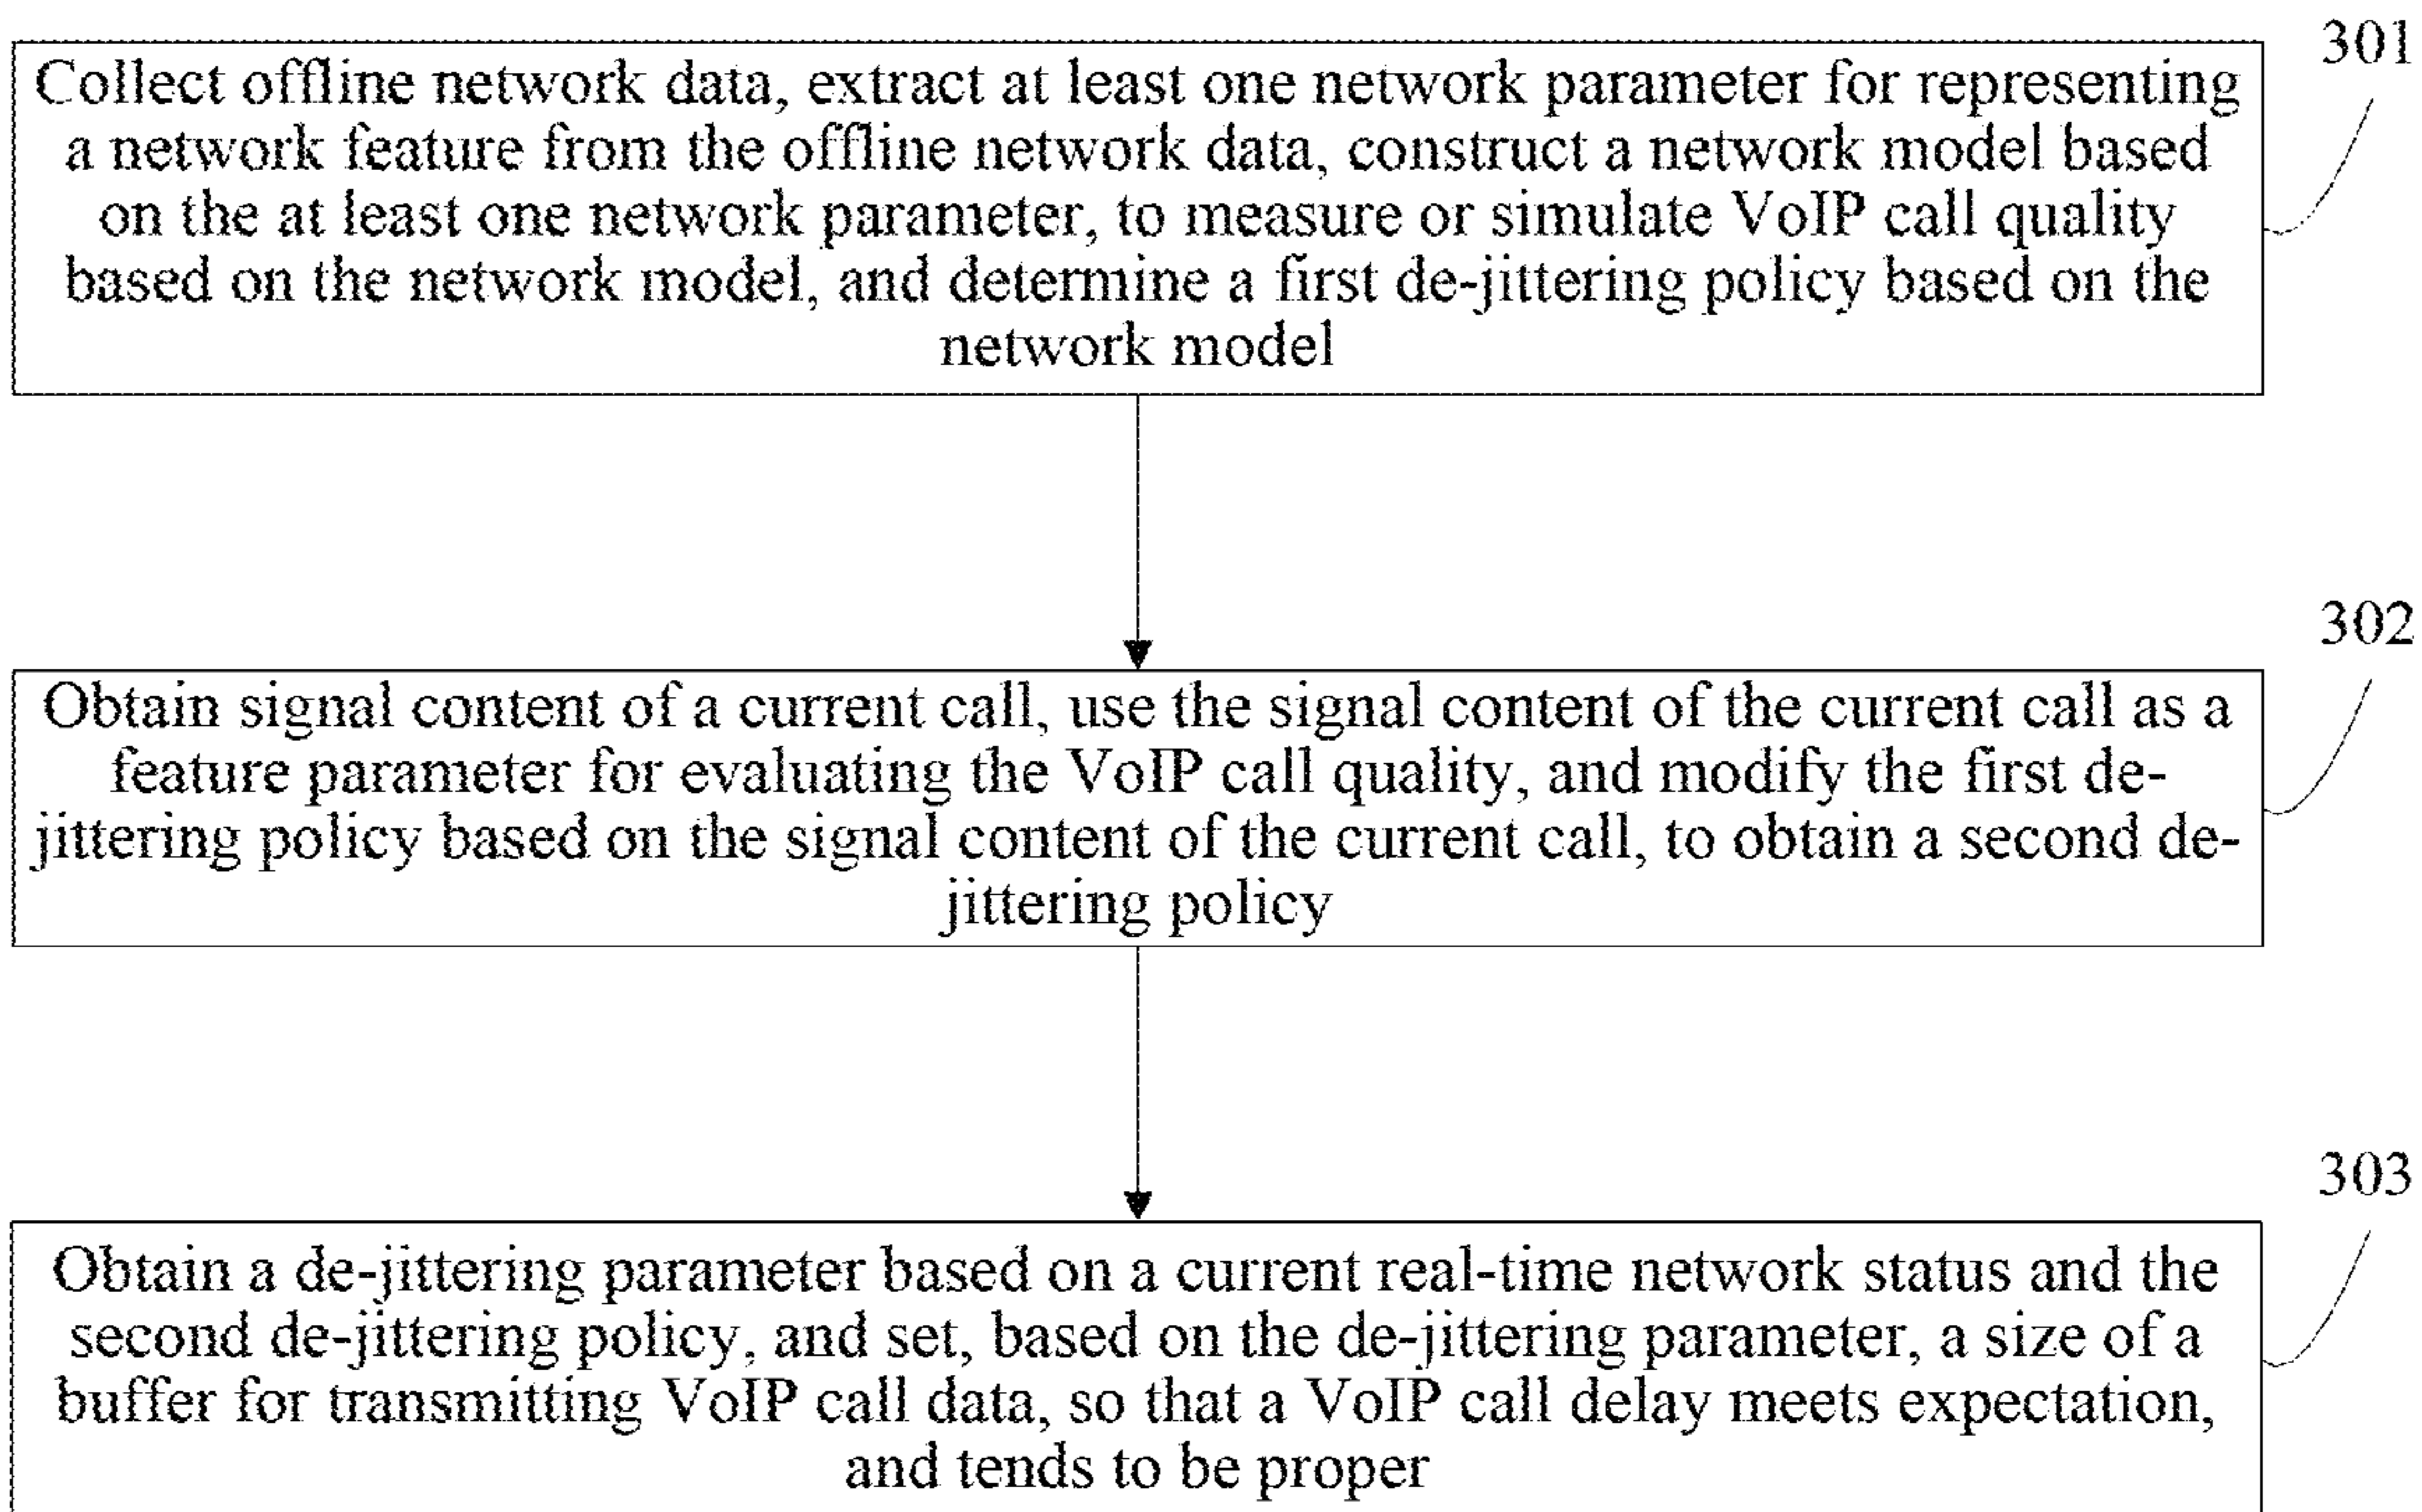 301
Collect offline network data, extract at least one network parameter for representing
a network feature from the offline network data, construct a network model based
on the at least one network parameter, to measure or simulate VoIP call quality
based on the network model, and determine a first de-jittering policy based on the
network model
302
Obtain signal content of a current call, use the signal content of the current call as a
feature parameter for evaluating the VoIP call quality, and modify the first de-
jittering policy based on the signal content of the current call, to obtain a second de-
jittering policy
303
Obtain a de-jittering parameter based on a current real-time network status and the
second de-jittering policy, and set, based on the de-jittering parameter, a size of a
buffer for transmitting VoIP call data, so that a VoIP call delay meets expectation,
and tends to be proper